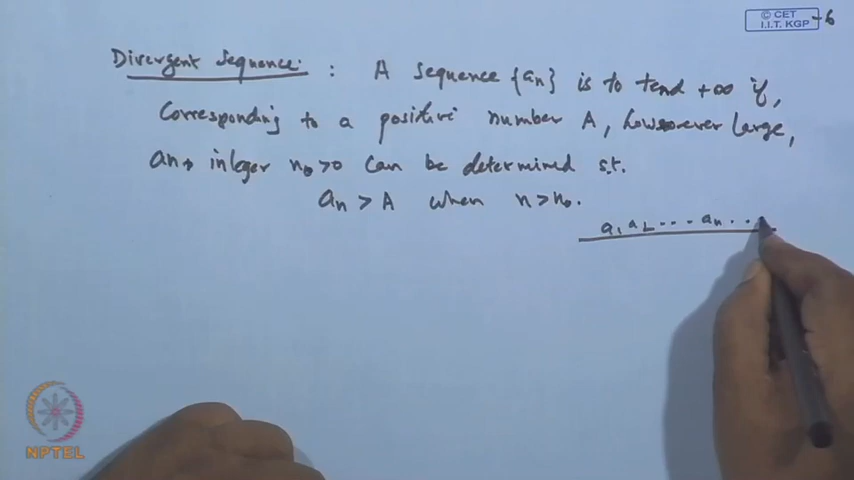 © CET
I.I.T. KGP
-6
Divergent Sequence : A sequence {an} is to tend +∞ if,
Corresponding to a positive number A, howsoever large,
an integer n₀>0 can be determined s.t.
an > A when n>n₀.
a₁ a₂ ... an ...
NPTEL